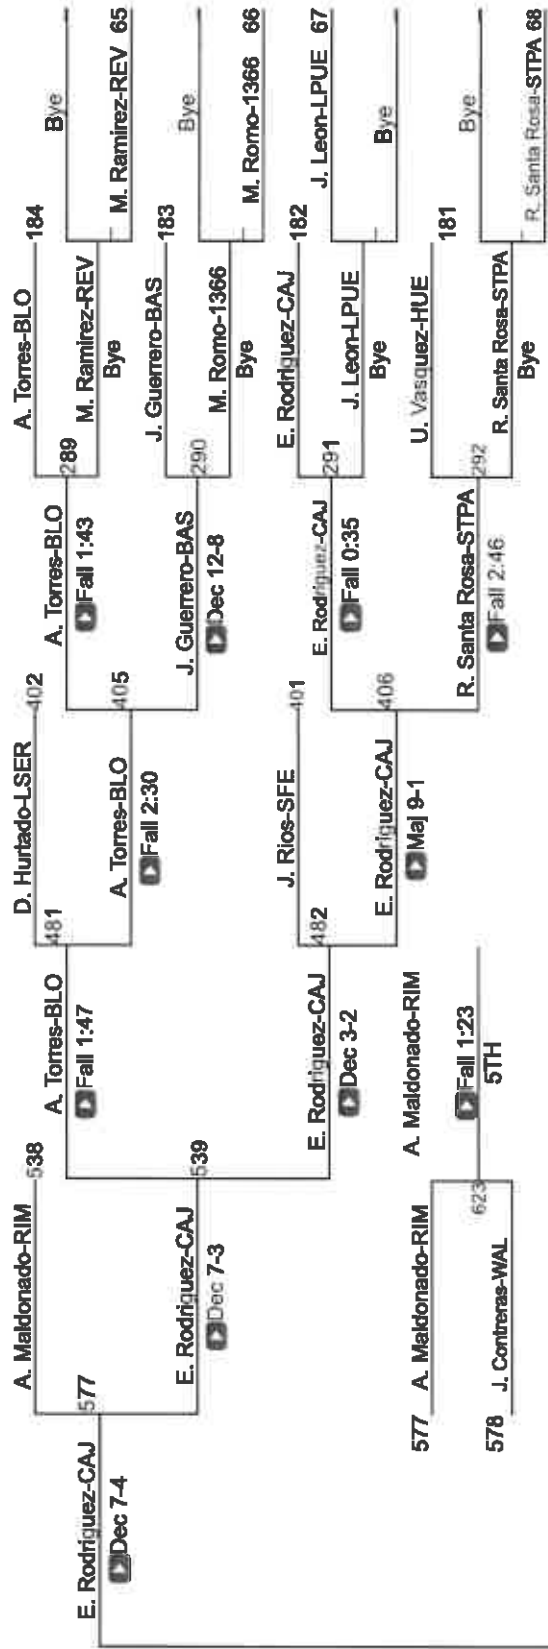 A. Torres-BLO 184
Bye
289
M. Ramirez-REV
Bye
M. Ramirez-REV 65
D. Hurtado-LSER 402
A. Torres-BLO
Fall 1:43
J. Guerrero-BAS 183
Bye
405
290
M. Romo-1366
Bye
M. Romo-1366 66
J. Guerrero-BAS
Dec 12-8
A. Maldonado-RIM 538
A. Torres-BLO
Fall 1:47
481
A. Torres-BLO
Fall 2:30
E. Rodriguez-CAJ 182
J. Leon-LPUE 67
291
J. Leon-LPUE
Bye
Bye
J. Rios-SFE 401
E. Rodriguez-CAJ
Fall 0:35
U. Vasquez-HUE 181
Bye
406
292
R. Santa Rosa-STPA
Bye
R. Santa Rosa-STPA 68
R. Santa Rosa-STPA
Fall 2:46
539
E. Rodriguez-CAJ
Dec 3-2
482
E. Rodriguez-CAJ
Maj 9-1
E. Rodriguez-CAJ
Dec 7-4
577
E. Rodriguez-CAJ
Dec 7-3
577 A. Maldonado-RIM
A. Maldonado-RIM
623
Fall 1:23
5TH
578 J. Contreras-WAL